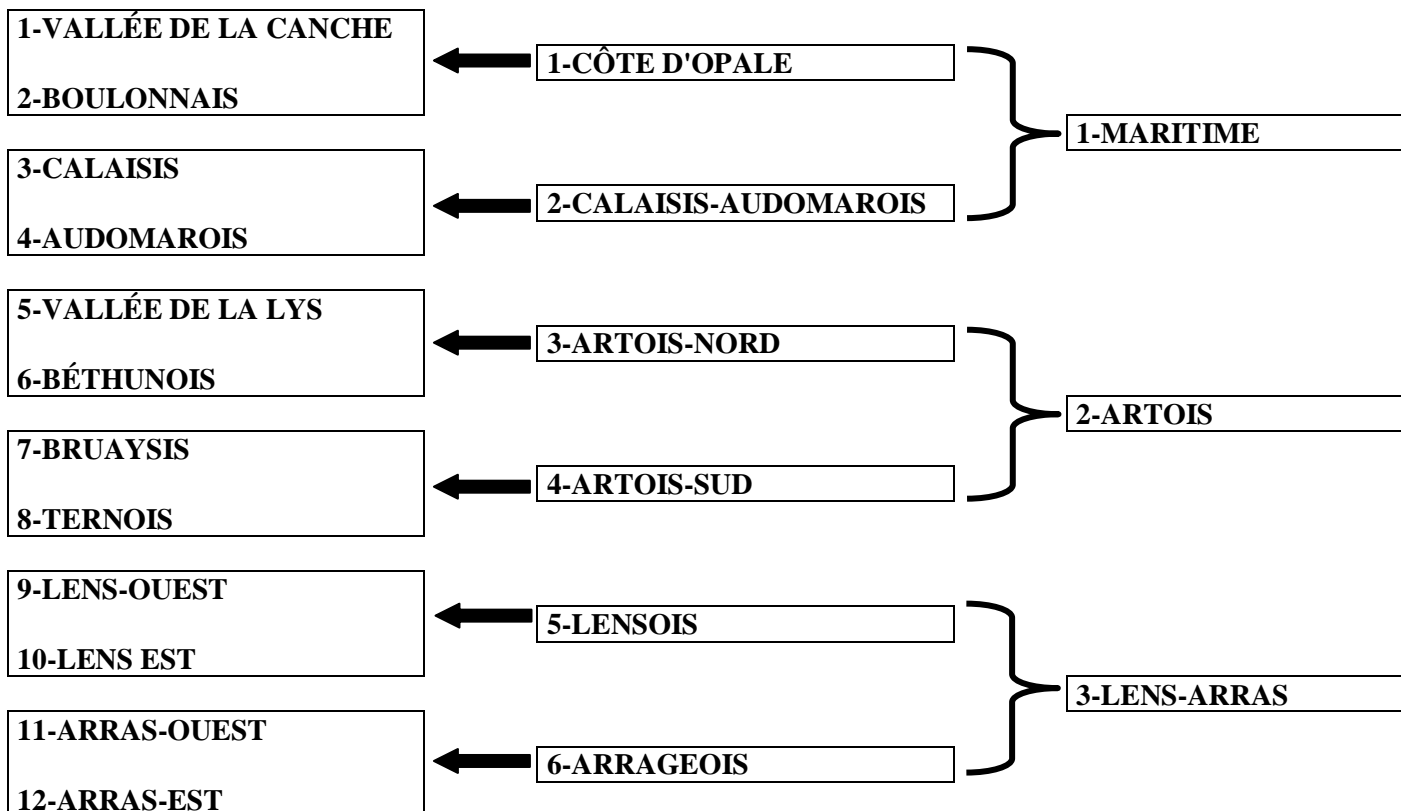 1-VALLÉE DE LA CANCHE
2-BOULONNAIS
1-CÔTE D'OPALE
1-MARITIME
3-CALAISIS
4-AUDOMAROIS
2-CALAISIS-AUDOMAROIS
5-VALLÉE DE LA LYS
6-BÉTHUNOIS
3-ARTOIS-NORD
2-ARTOIS
7-BRUAYSIS
8-TERNOIS
4-ARTOIS-SUD
9-LENS-OUEST
10-LENS EST
5-LENSOIS
3-LENS-ARRAS
11-ARRAS-OUEST
12-ARRAS-EST
6-ARRAGEOIS